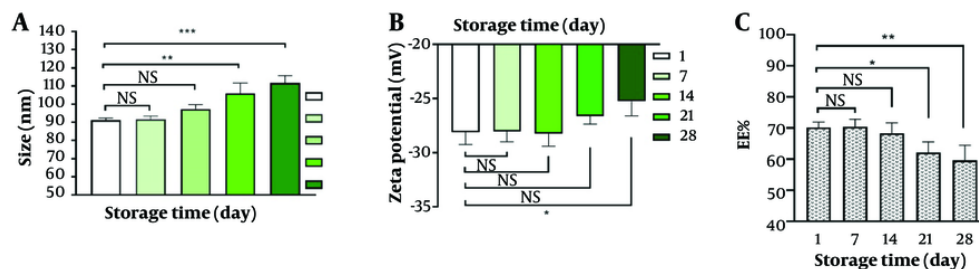 A
140
130
120
110
100
90
80
70
60
50
Size (nm)
NS
NS
**
***
Storage time (day)
B
Storage time (day)
-20
-25
-30
-35
Zeta potential (mV)
NS
NS
NS
*
1
7
14
21
28
C
100
90
80
70
60
40
EE%
NS
NS
*
**
1 7 14 21 28
Storage time (day)